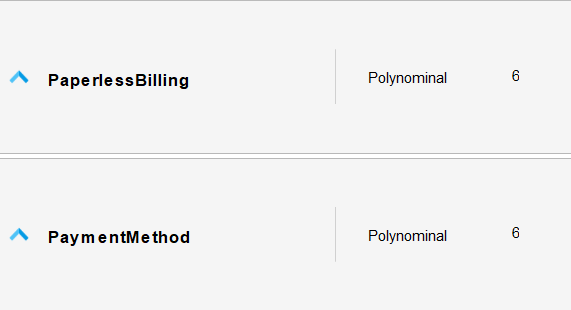 PaperlessBilling Polynominal 6
PaymentMethod Polynominal 6